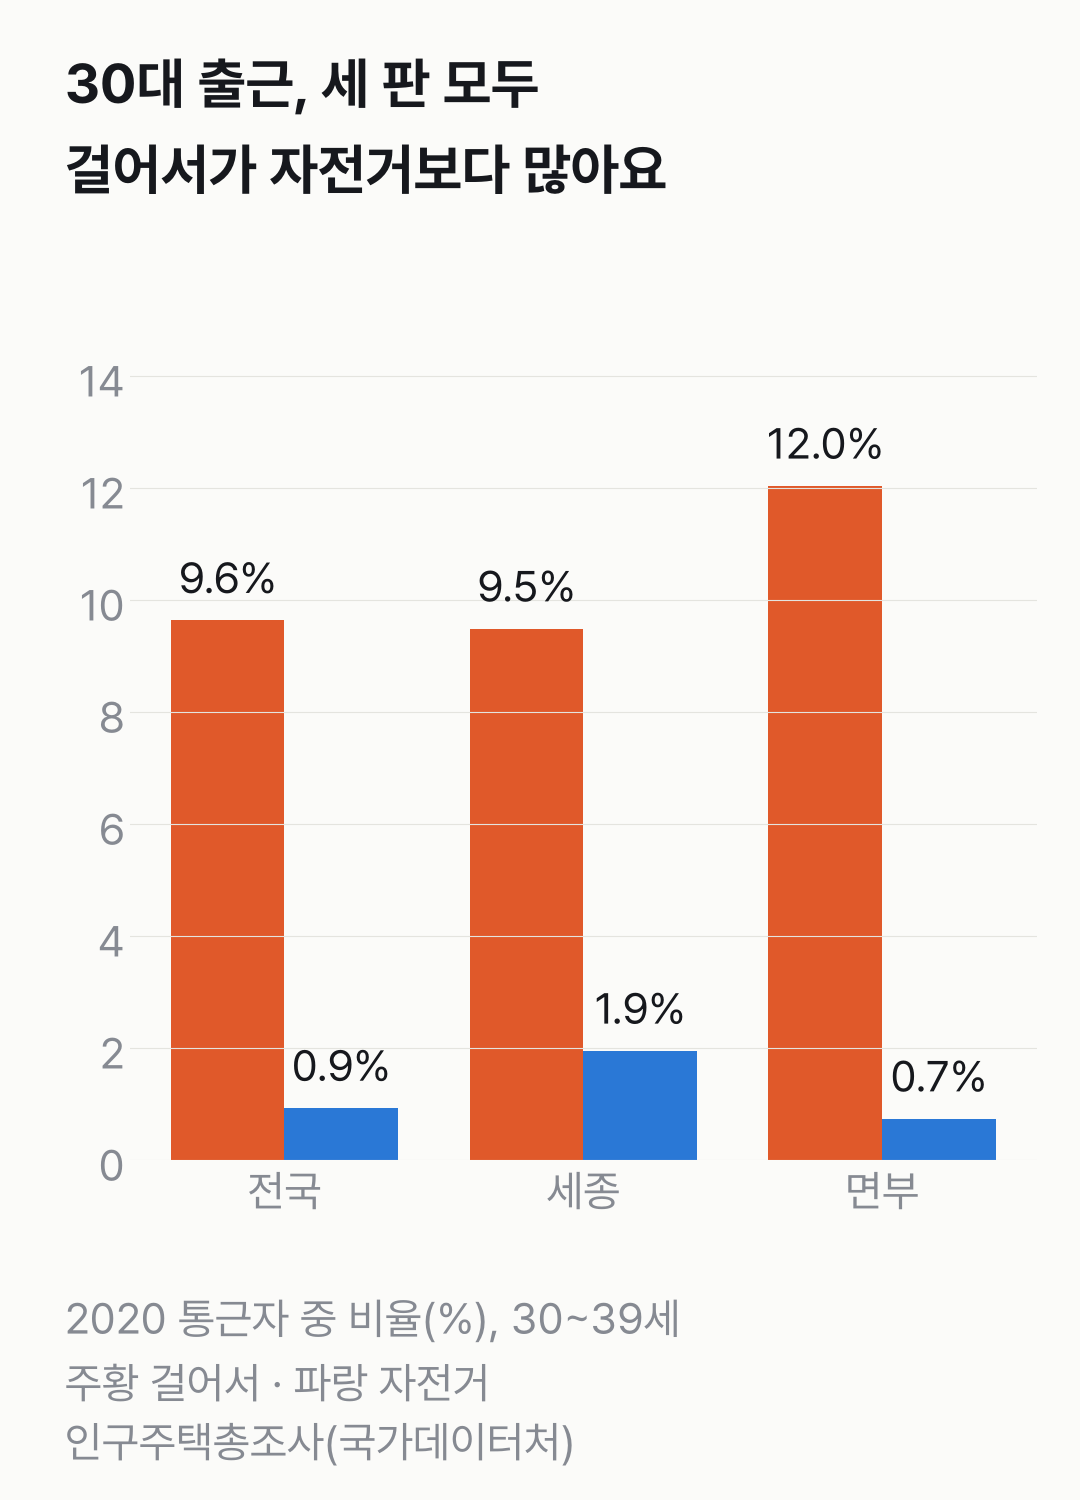 30대 출근, 세 판 모두
걸어서가 자전거보다 많아요
14
12
10
8
6
4
2
0
9.6%
0.9%
9.5%
1.9%
12.0%
0.7%
전국
세종
면부
2020 통근자 중 비율(%), 30~39세
주황 걸어서 · 파랑 자전거
인구주택총조사(국가데이터처)